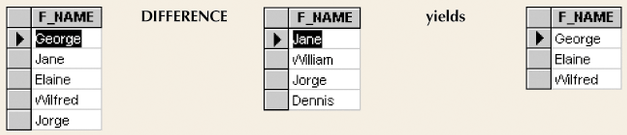 F_NAME
George
Jane
Elaine
Wilfred
Jorge
DIFFERENCE
F_NAME
Jane
William
Jorge
Dennis
yields
F_NAME
George
Elaine
Wilfred